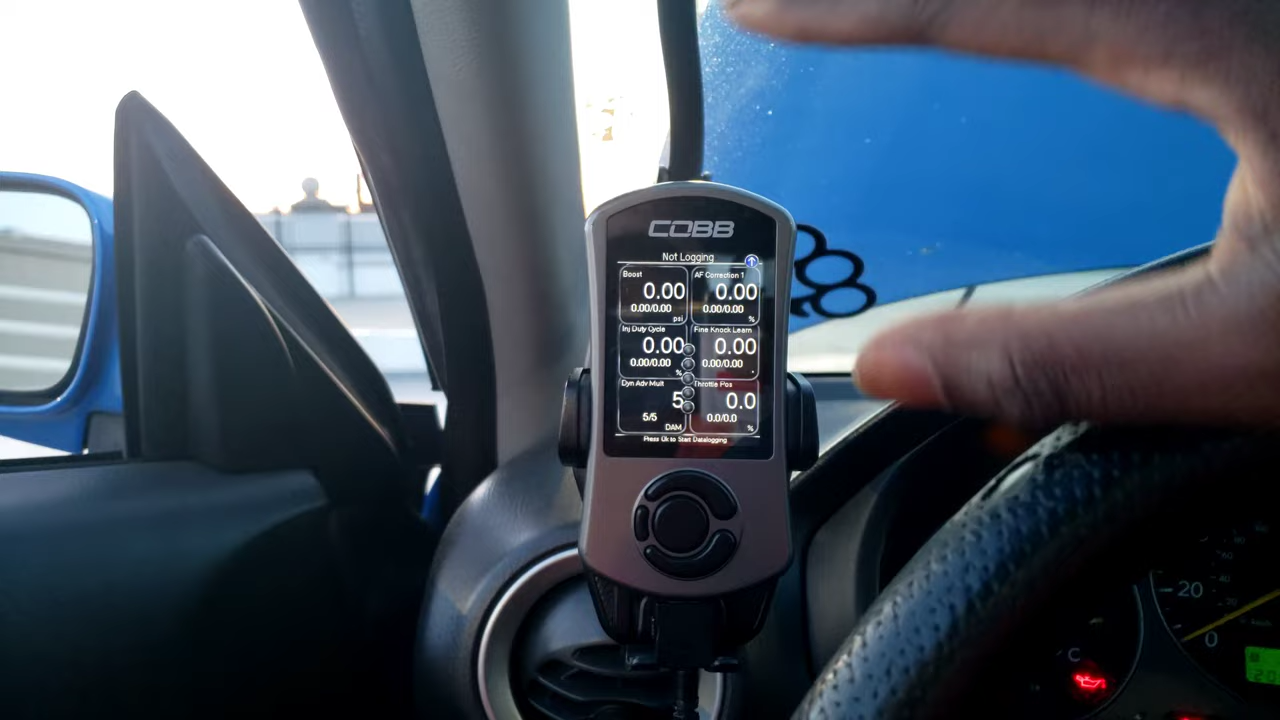 COBB
Not Logging
Boost
0.00
0.00/0.00
psi
AF Correction 1
0.00
0.00/0.00
%
Inj Duty Cycle
0.00
0.00/0.00
%
Fine Knock Learn
0.00
0.00/0.00
°
Dyn Adv Mult
5
5/5
DAM
Throttle Pos
0.0
0.0/0.0
%
Press Ok to Start Datalogging
20
0
C